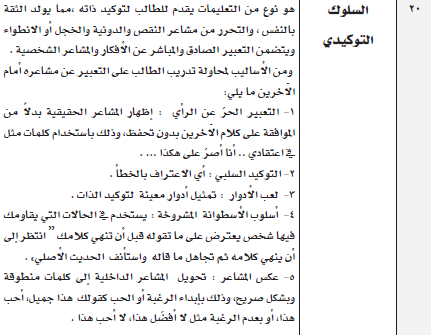 ٢٠
السلوك
التوكيدي
هو نوع من التعليمات يقدم للطالب لتوكيد ذاته ،مما يولد الثقة
بالنفس ، والتحرر من مشاعر النقص والدونية والخجل أو الانطواء
ويتضمن التعبير الصادق والمباشر عن الأفكار والمشاعر الشخصية .
ومن الأساليب لمحاولة تدريب الطالب على التعبير عن مشاعره أمام
الآخرين ما يلي:
١- التعبير الحر عن الرأي : إظهار المشاعر الحقيقية بدلاً من
الموافقة على كلام الآخرين بدون تحفظ، وذلك باستخدام كلمات مثل
في اعتقادي .. أنا أصرّ على هكذا ... .
٢- التوكيد السلبي : أي الاعتراف بالخطأ .
٣- لعب الأدوار : تمثيل أدوار معينة لتوكيد الذات .
٤- أسلوب الأسطوانة المشروخة : يستخدم في الحالات التي يقاومك
فيها شخص يعترض على ما تقوله قبل أن تنهي كلامك " انتظر إلى
أن ينهي كلامه ثم تجاهل ما قاله واستأنف الحديث الأصلي .
٥- عكس المشاعر : تحويل المشاعر الداخلية إلى كلمات منطوقة
وبشكل صريح، وذلك بإبداء الرغبة أو الحب كقولك هذا جميل، أحب
هذا، أو بعدم الرغبة مثل لا أفضل هذا، لا أحب هذا .